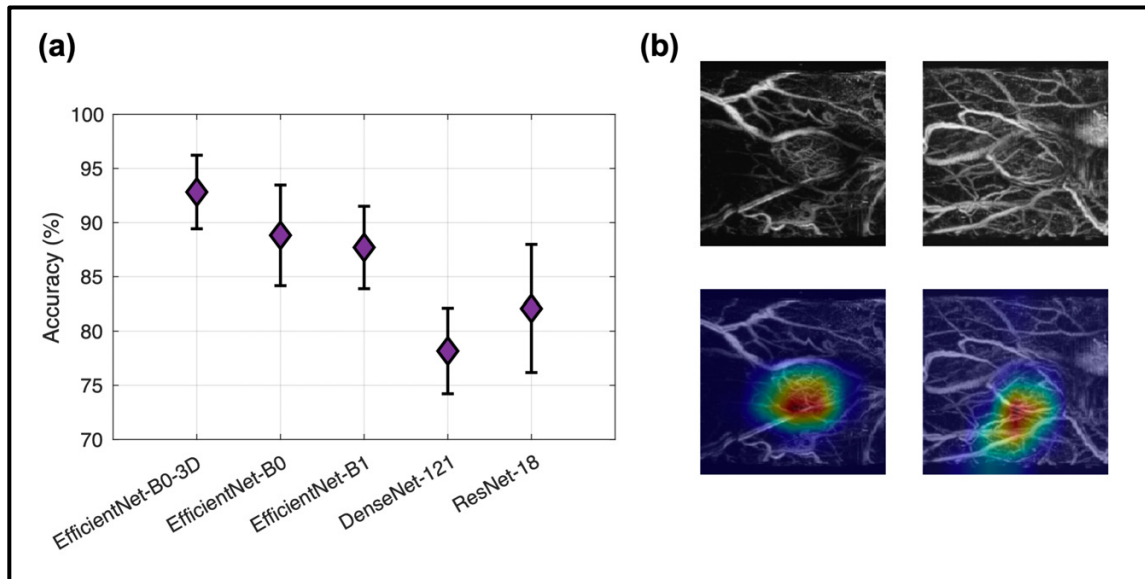 (a)
(b)
100
95
90
85
80
75
70
Accuracy (%)
EfficientNet-B0-3D
EfficientNet-B0
EfficientNet-B1
DenseNet-121
ResNet-18